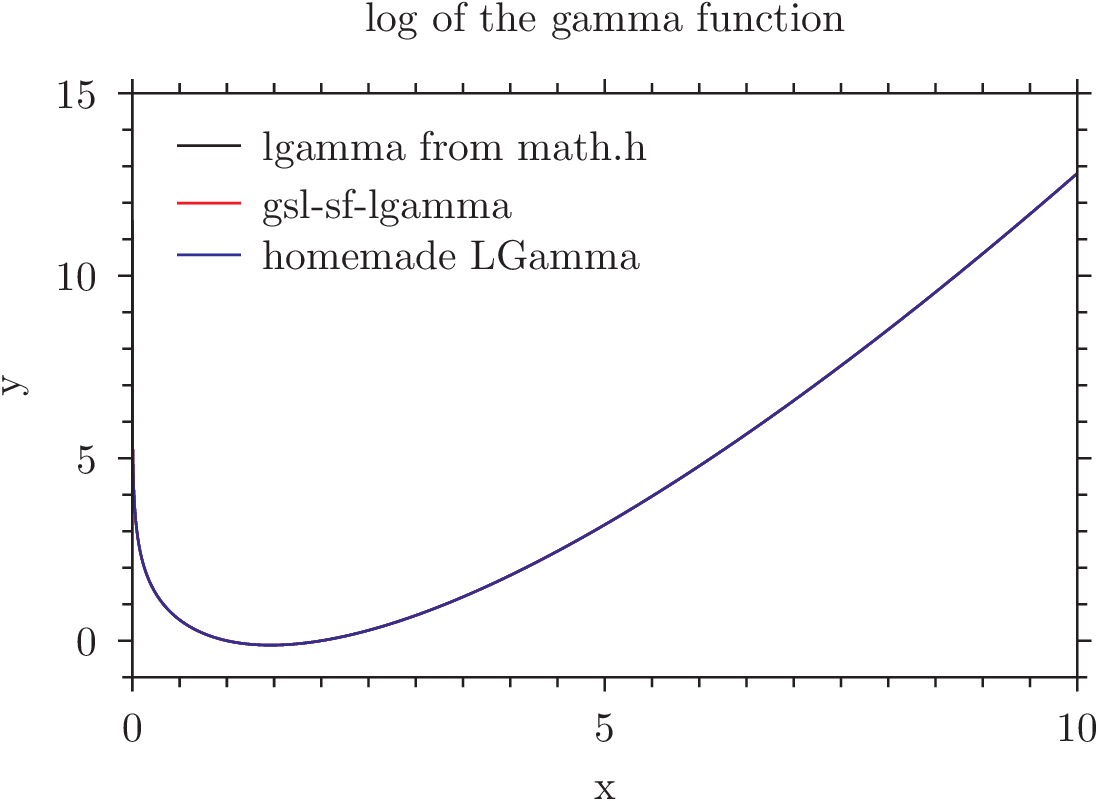 log of the gamma function
15
lgamma from math.h
gsl-sf-lgamma
homemade LGamma
10
y
5
0
0 5 10
x